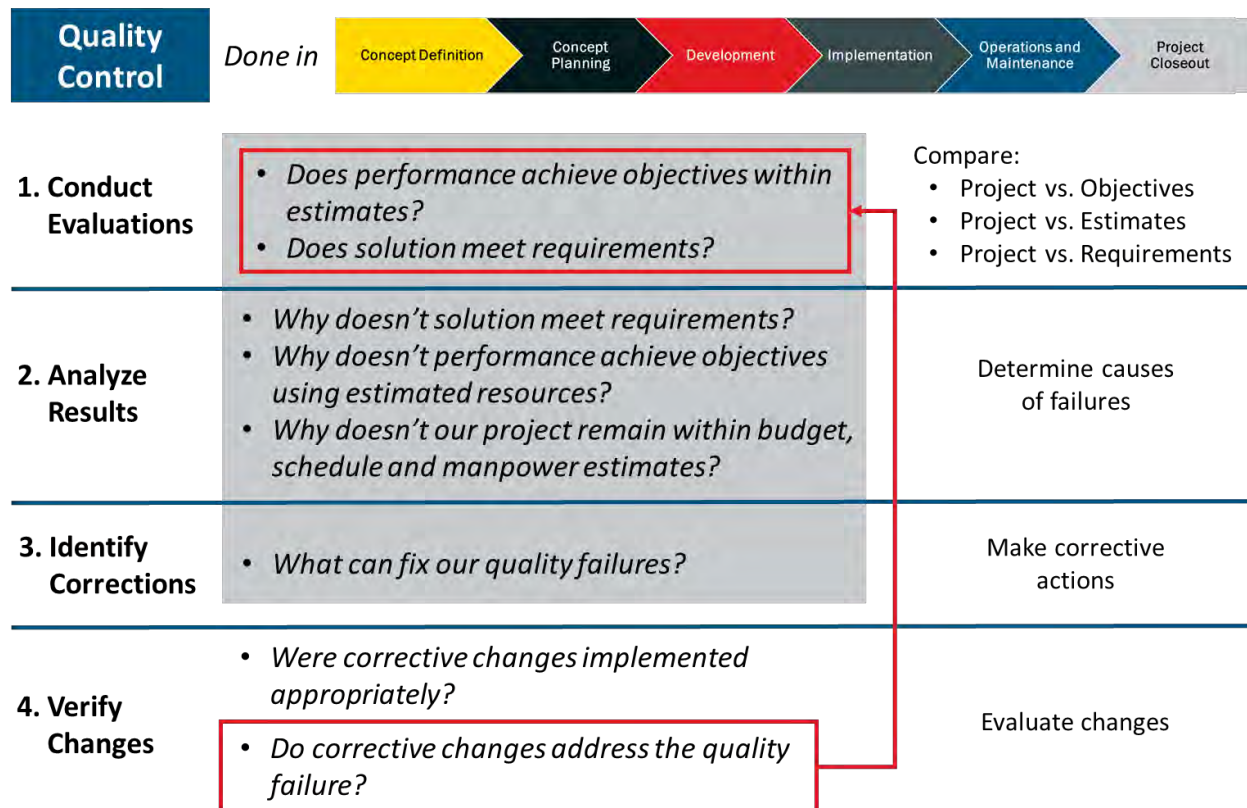 Quality
Control
Done in
Concept Definition
Concept
Planning
Development
Implementation
Operations and
Maintenance
Project
Closeout
1. Conduct
Evaluations
• Does performance achieve objectives within
estimates?
• Does solution meet requirements?
Compare:
• Project vs. Objectives
• Project vs. Estimates
• Project vs. Requirements
2. Analyze
Results
• Why doesn’t solution meet requirements?
• Why doesn’t performance achieve objectives
using estimated resources?
• Why doesn’t our project remain within budget,
schedule and manpower estimates?
Determine causes
of failures
3. Identify
Corrections
• What can fix our quality failures?
Make corrective
actions
4. Verify
Changes
• Were corrective changes implemented
appropriately?
• Do corrective changes address the quality
failure?
Evaluate changes